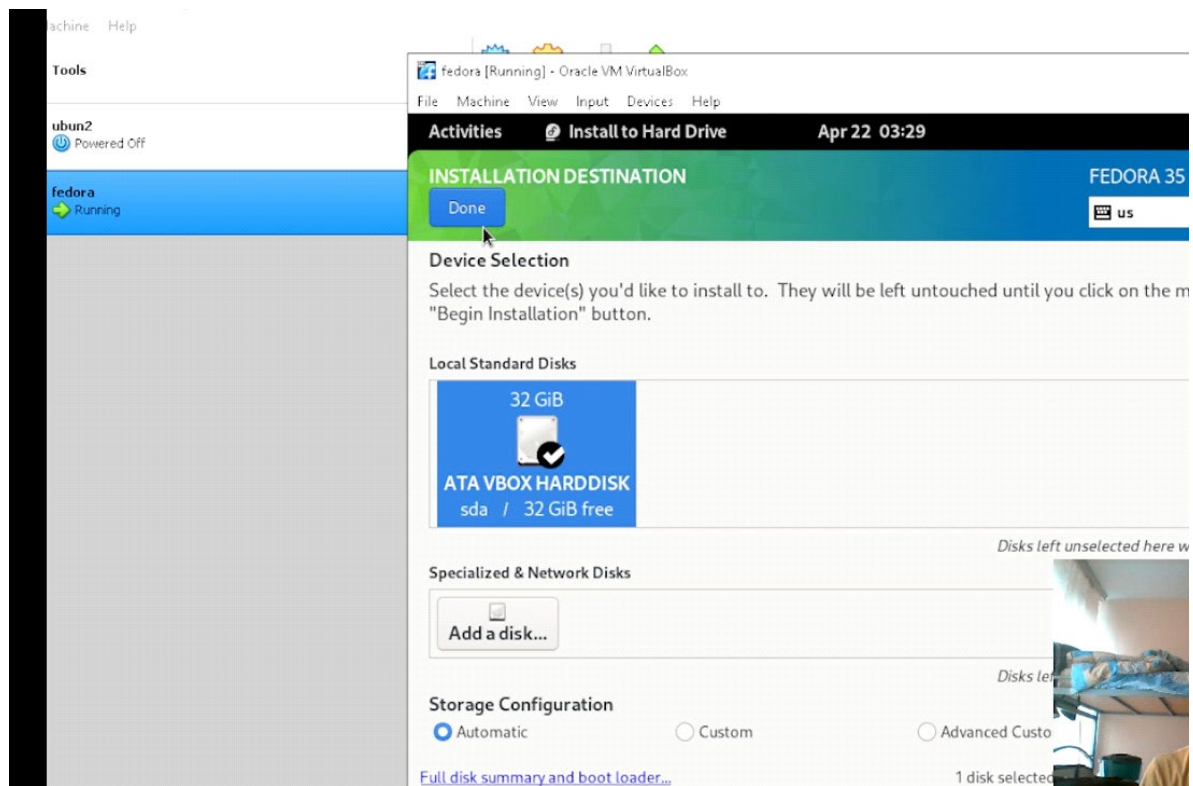 Machine Help
Tools
ubun2
Powered Off
fedora
Running
fedora [Running] - Oracle VM VirtualBox
File Machine View Input Devices Help
Activities Install to Hard Drive Apr 22 03:29
INSTALLATION DESTINATION FEDORA 35
Done
us
Device Selection
Select the device(s) you'd like to install to. They will be left untouched until you click on the m
"Begin Installation" button.
Local Standard Disks
32 GiB
ATA VBOX HARDDISK
sda / 32 GiB free
Disks left unselected here w
Specialized & Network Disks
Add a disk...
Disks le
Storage Configuration
Automatic Custom Advanced Custo
Full disk summary and boot loader... 1 disk selected